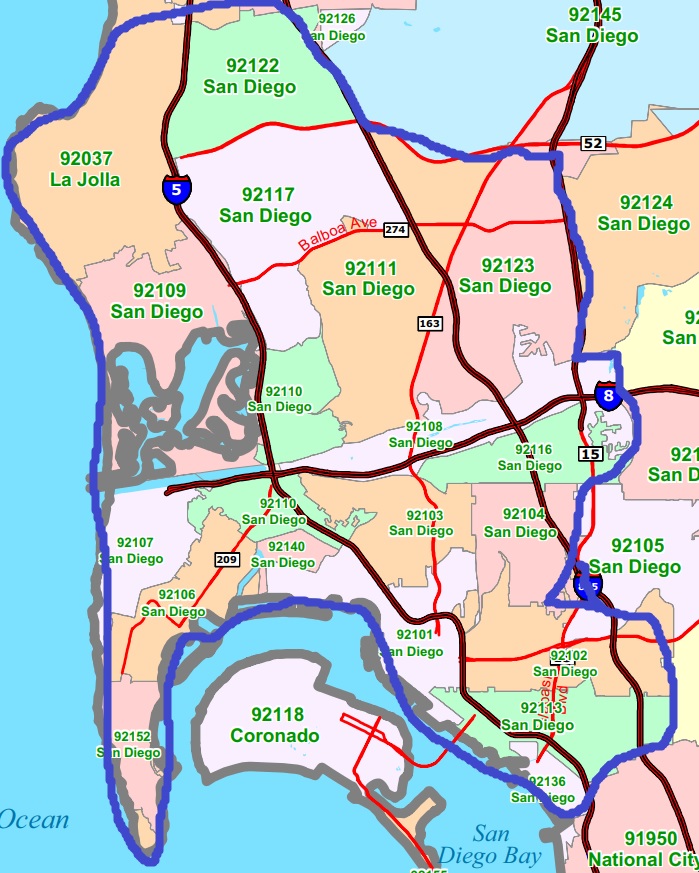 92126
San Diego
92145
San Diego
92122
San Diego
52
92037
La Jolla
5
92117
San Diego
92124
San Diego
Balboa Ave
274
92111
San Diego
92123
San Diego
92109
San Diego
163
San
8
92110
San Diego
92108
San Diego
15
92116
San Diego
San D
92110
San Diego
92103
San Diego
92104
San Diego
92107
San Diego
92140
San Diego
209
92105
San Diego
92106
San Diego
92101
San Diego
92102
San Diego
92113
San Diego
92118
Coronado
92152
San Diego
92136
San Diego
Ocean
San
Diego Bay
91950
National City